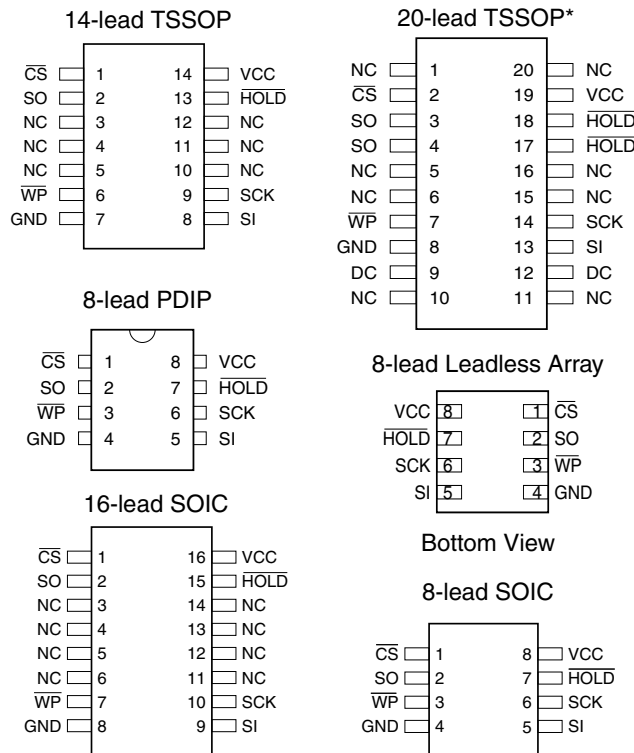 14-lead TSSOP
CS 1 14 VCC
SO 2 13 HOLD
NC 3 12 NC
NC 4 11 NC
NC 5 10 NC
WP 6 9 SCK
GND 7 8 SI
20-lead TSSOP*
NC 1 20 NC
CS 2 19 VCC
SO 3 18 HOLD
SO 4 17 HOLD
NC 5 16 NC
NC 6 15 NC
WP 7 14 SCK
GND 8 13 SI
DC 9 12 DC
NC 10 11 NC
8-lead PDIP
CS 1 8 VCC
SO 2 7 HOLD
WP 3 6 SCK
GND 4 5 SI
8-lead Leadless Array
VCC 8 1 CS
HOLD 7 2 SO
SCK 6 3 WP
SI 5 4 GND
Bottom View
16-lead SOIC
CS 1 16 VCC
SO 2 15 HOLD
NC 3 14 NC
NC 4 13 NC
NC 5 12 NC
NC 6 11 NC
WP 7 10 SCK
GND 8 9 SI
8-lead SOIC
CS 1 8 VCC
SO 2 7 HOLD
WP 3 6 SCK
GND 4 5 SI